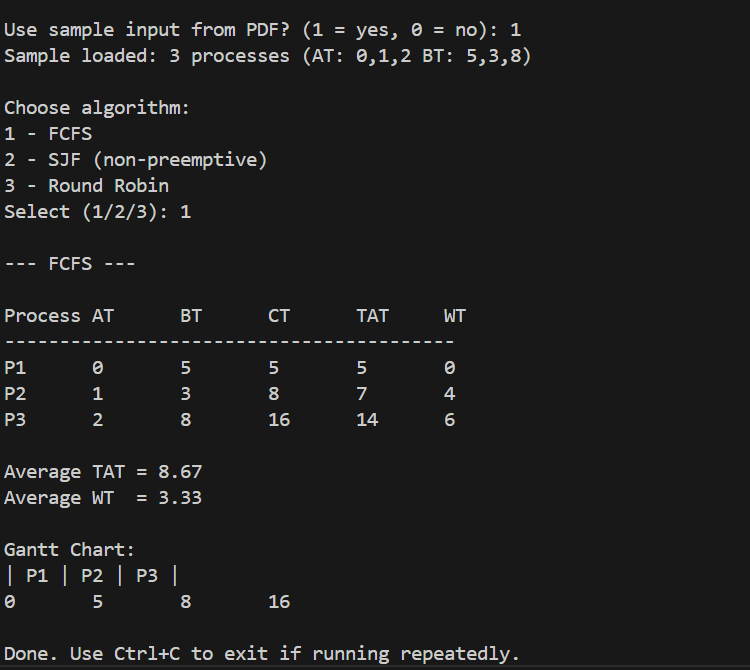 Use sample input from PDF? (1 = yes, 0 = no): 1
Sample loaded: 3 processes (AT: 0,1,2 BT: 5,3,8)
Choose algorithm:
1 - FCFS
2 - SJF (non-preemptive)
3 - Round Robin
Select (1/2/3): 1
--- FCFS ---
Process AT      BT      CT      TAT     WT
-----------------------------------------
P1      0       5       5       5       0
P2      1       3       8       7       4
P3      2       8       16      14      6
Average TAT = 8.67
Average WT  = 3.33
Gantt Chart:
| P1 | P2 | P3 |
0       5       8       16
Done. Use Ctrl+C to exit if running repeatedly.